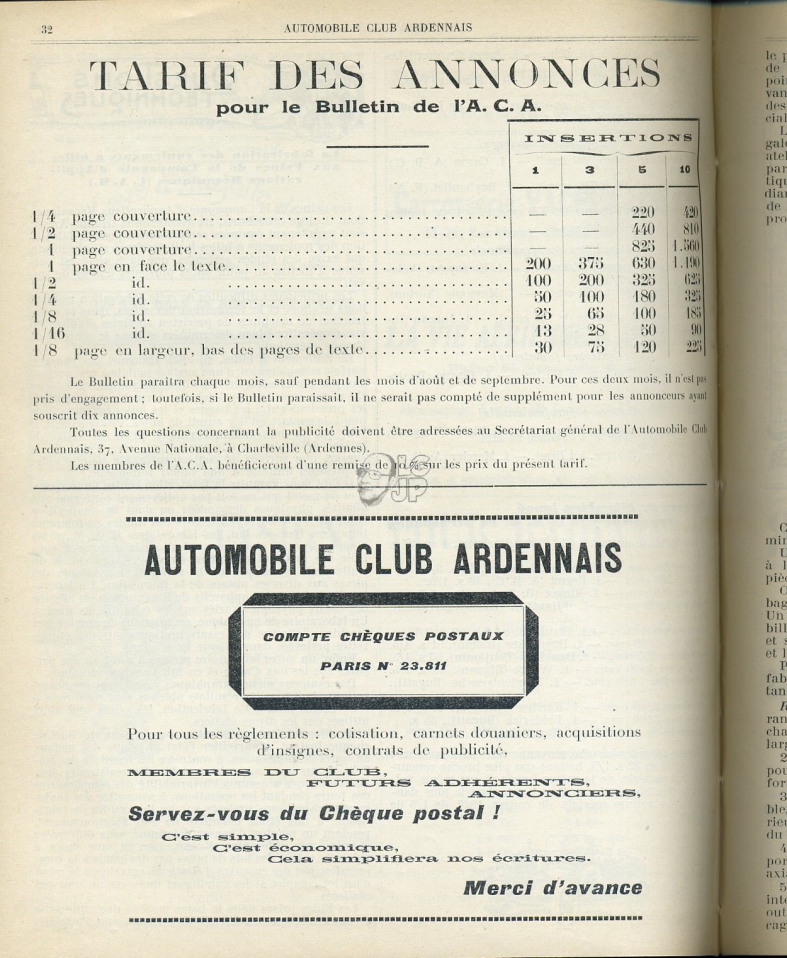 32
AUTOMOBILE CLUB ARDENNAIS
TARIF DES ANNONCES
pour le Bulletin de l'A. C. A.
INSERTIONS
1 3 5 10
1/4 page couverture — — 220 420
1/2 page couverture — — 440 810
1 page couverture — — 825 1.560
1 page en face le texte 200 375 630 1.190
1/2 id. 100 200 325 625
1/4 id. 50 100 180 325
1/8 id. 25 65 100 185
1/16 id. 13 28 50 90
1/8 page en largeur, bas des pages de texte 30 75 120 225
Le Bulletin paraîtra chaque mois, sauf pendant les mois d'août et de septembre. Pour ces deux mois, il n'est pas
pris d'engagement ; toutefois, si le Bulletin paraissait, il ne serait pas compté de supplément pour les annonceurs ayant
souscrit dix annonces.
Toutes les questions concernant la publicité doivent être adressées au Secrétariat général de l'Automobile Club
Ardennais, 37, Avenue Nationale, à Charleville (Ardennes).
Les membres de l'A.C.A. bénéficieront d'une remise de 10 % sur les prix du présent tarif.
LC
JP
AUTOMOBILE CLUB ARDENNAIS
COMPTE CHÈQUES POSTAUX
PARIS N° 23.811
Pour tous les règlements : cotisation, carnets douaniers, acquisitions
d'insignes, contrats de publicité,
MEMBRES DU CLUB,
FUTURS ADHÉRENTS,
ANNONCIERS,
Servez-vous du Chèque postal !
C'est simple,
C'est économique,
Cela simplifiera nos écritures.
Merci d'avance